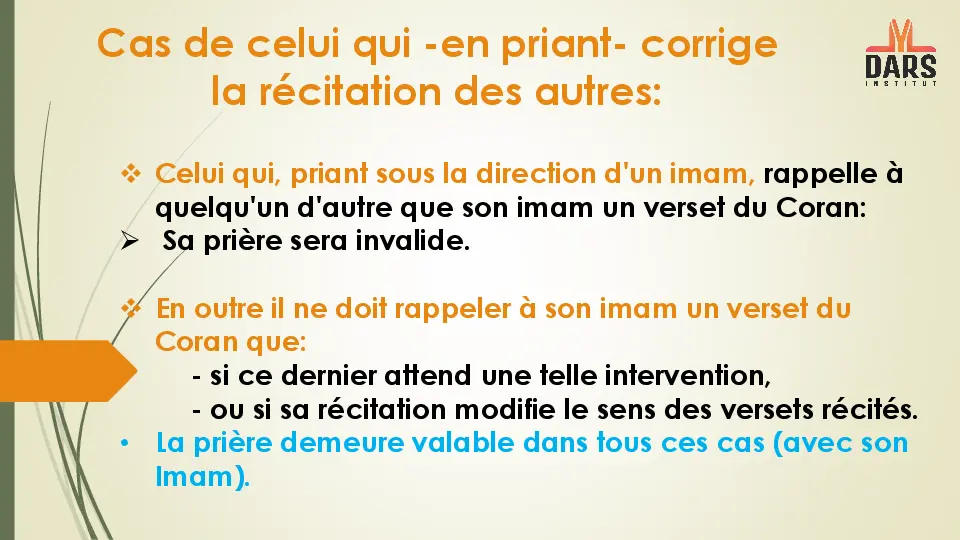 Cas de celui qui -en priant- corrige
la récitation des autres:
DARS
INSTITUT
❖ Celui qui, priant sous la direction d'un imam, rappelle à
quelqu'un d'autre que son imam un verset du Coran:
➢ Sa prière sera invalide.
❖ En outre il ne doit rappeler à son imam un verset du
Coran que:
- si ce dernier attend une telle intervention,
- ou si sa récitation modifie le sens des versets récités.
• La prière demeure valable dans tous ces cas (avec son
Imam).